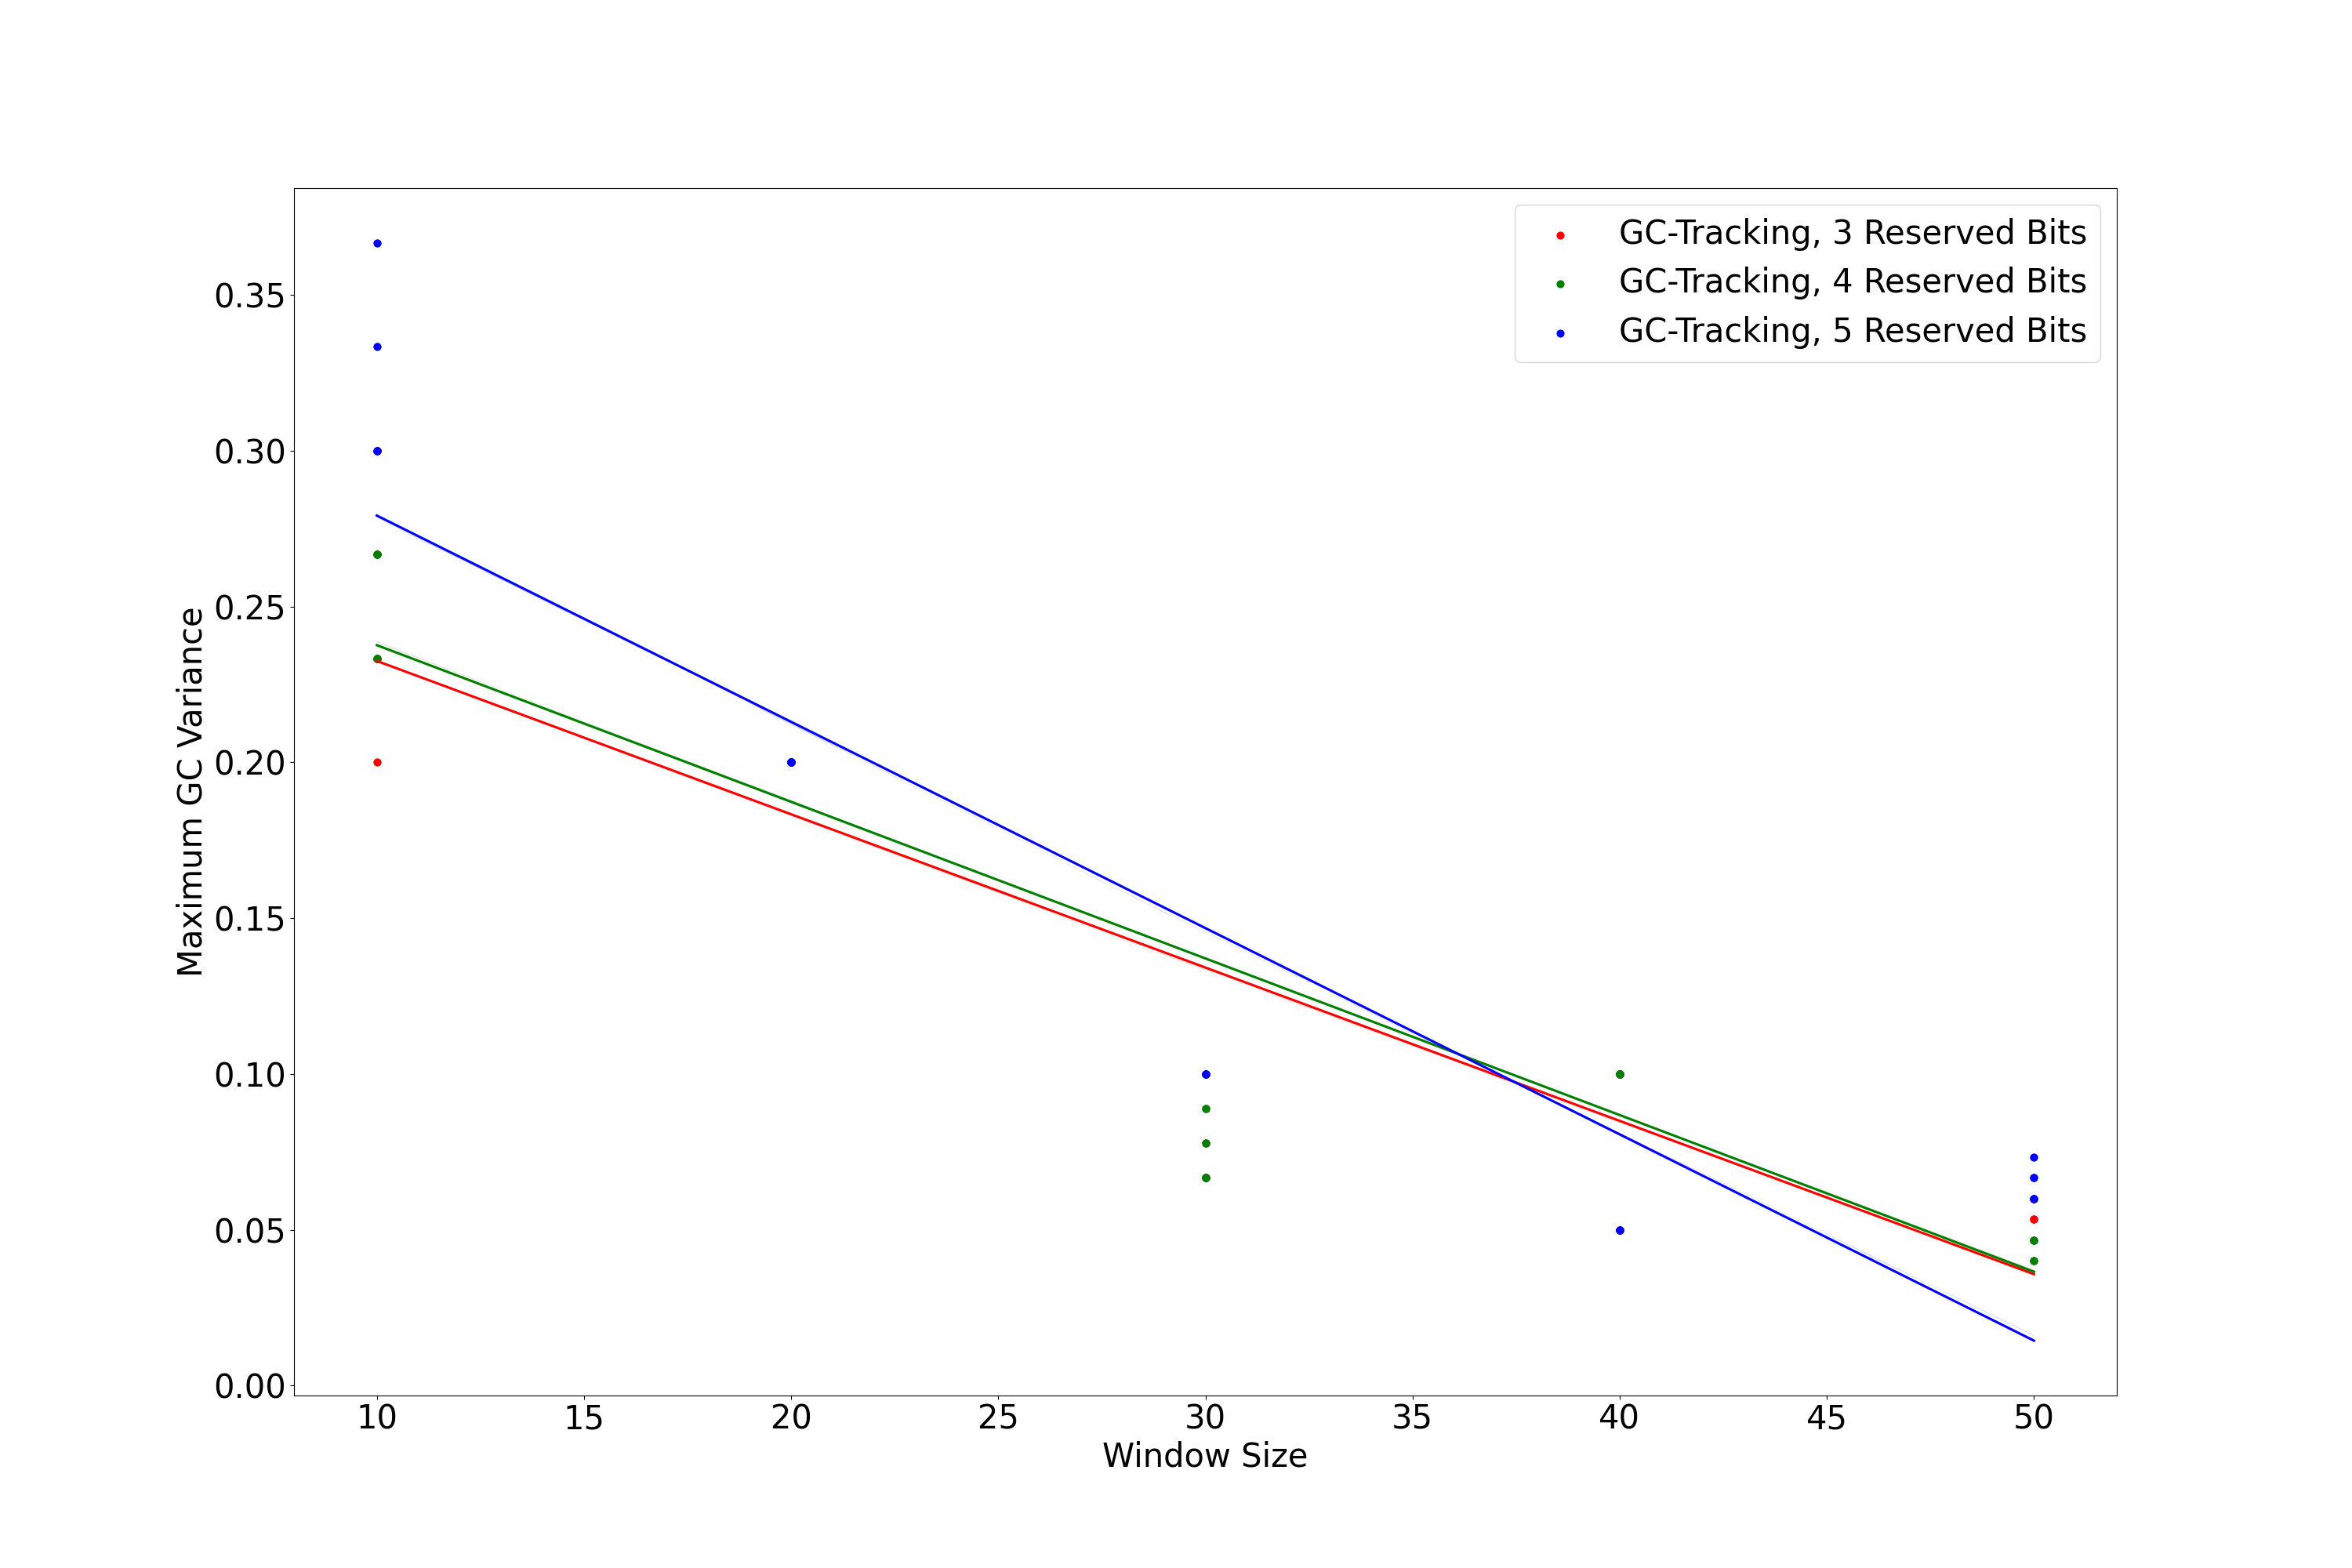 GC-Tracking, 3 Reserved Bits
GC-Tracking, 4 Reserved Bits
GC-Tracking, 5 Reserved Bits
Maximum GC Variance
0.35
0.30
0.25
0.20
0.15
0.10
0.05
0.00
10 15 20 25 30 35 40 45 50
Window Size